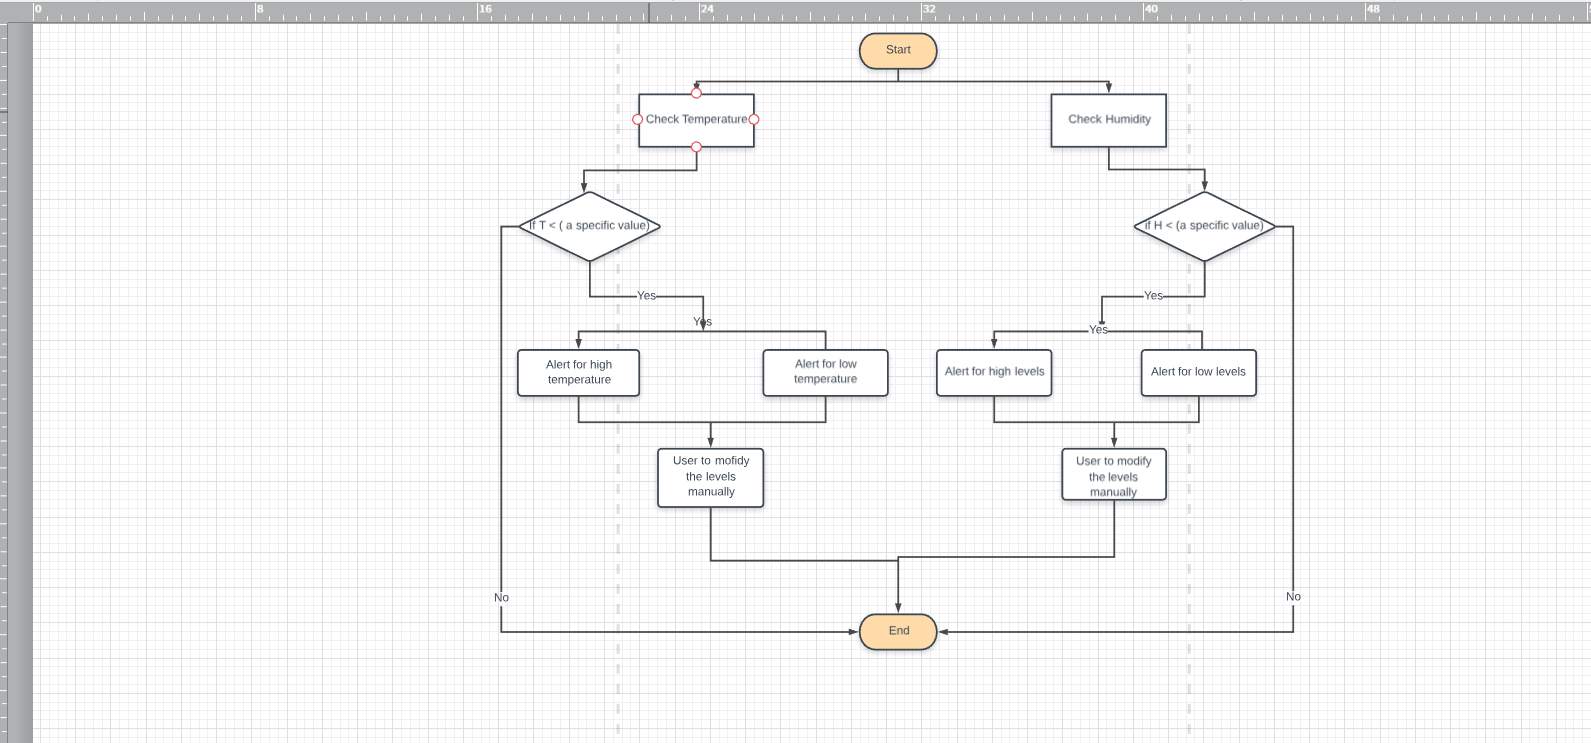 0 8 16 24 32 40 48
Start
Check Temperature
Check Humidity
If T < ( a specific value)
if H < (a specific value)
Yes
Yes
Yes
Yes
Alert for high
temperature
Alert for low
temperature
Alert for high levels
Alert for low levels
User to mofidy
the levels
manually
User to modify
the levels
manually
No
No
End